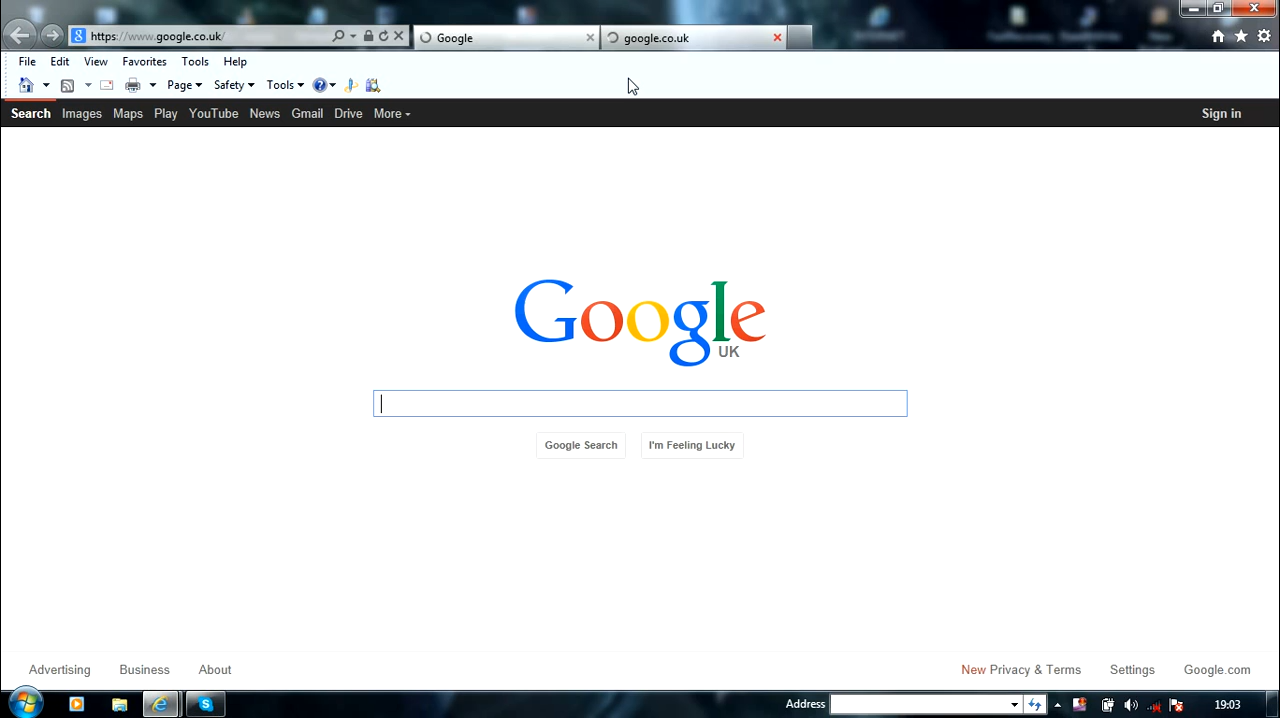 https://www.google.co.uk/
Google
google.co.uk
File Edit View Favorites Tools Help
Page Safety Tools
Search Images Maps Play YouTube News Gmail Drive More Sign in
Google
UK
Google Search I'm Feeling Lucky
Advertising Business About New Privacy & Terms Settings Google.com
Address 19:03